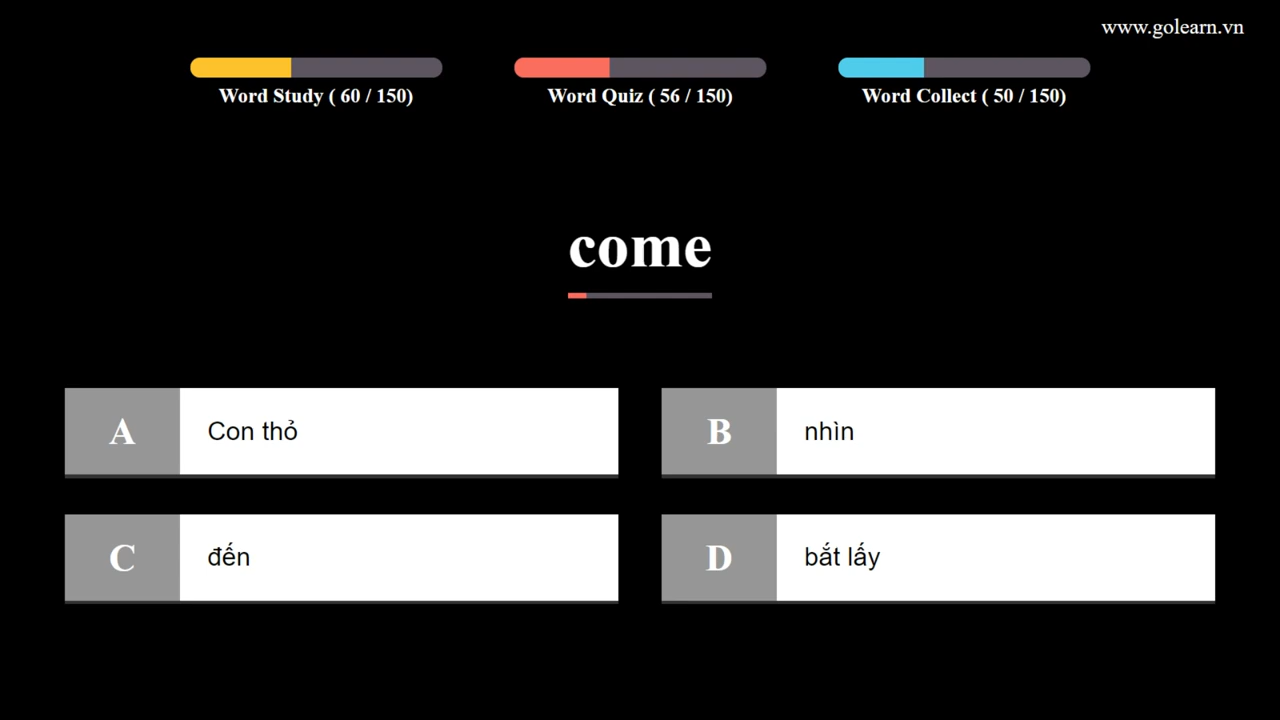 www.golearn.vn
Word Study ( 60 / 150)
Word Quiz ( 56 / 150)
Word Collect ( 50 / 150)
come
A Con thỏ
B nhìn
C đến
D bắt lấy